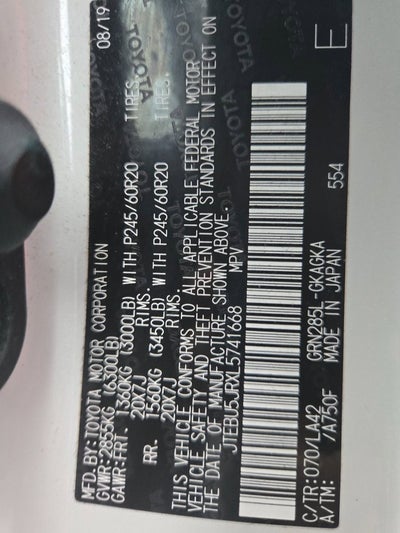 MFD.BY:TOYOTA MOTOR CORPORATION 08/19
GVWR:2855KG (6300LB)
GAWR:FRT 1360KG (3000LB) WITH P245/60R20 TIRES,
20X7J RIMS,
RR. 1560KG (3450LB) WITH P245/60R20 TIRES,
20X7J RIMS.
THIS VEHICLE CONFORMS TO ALL APPLICABLE FEDERAL MOTOR
VEHICLE SAFETY AND THEFT PREVENTION STANDARDS IN EFFECT ON
THE DATE OF MANUFACTURE SHOWN ABOVE.
JTEBU5JRXL5741668 MPV
C/TR:070/LA42 GRN285L-GKAGKA 554
A/TM: /A750F MADE IN JAPAN E